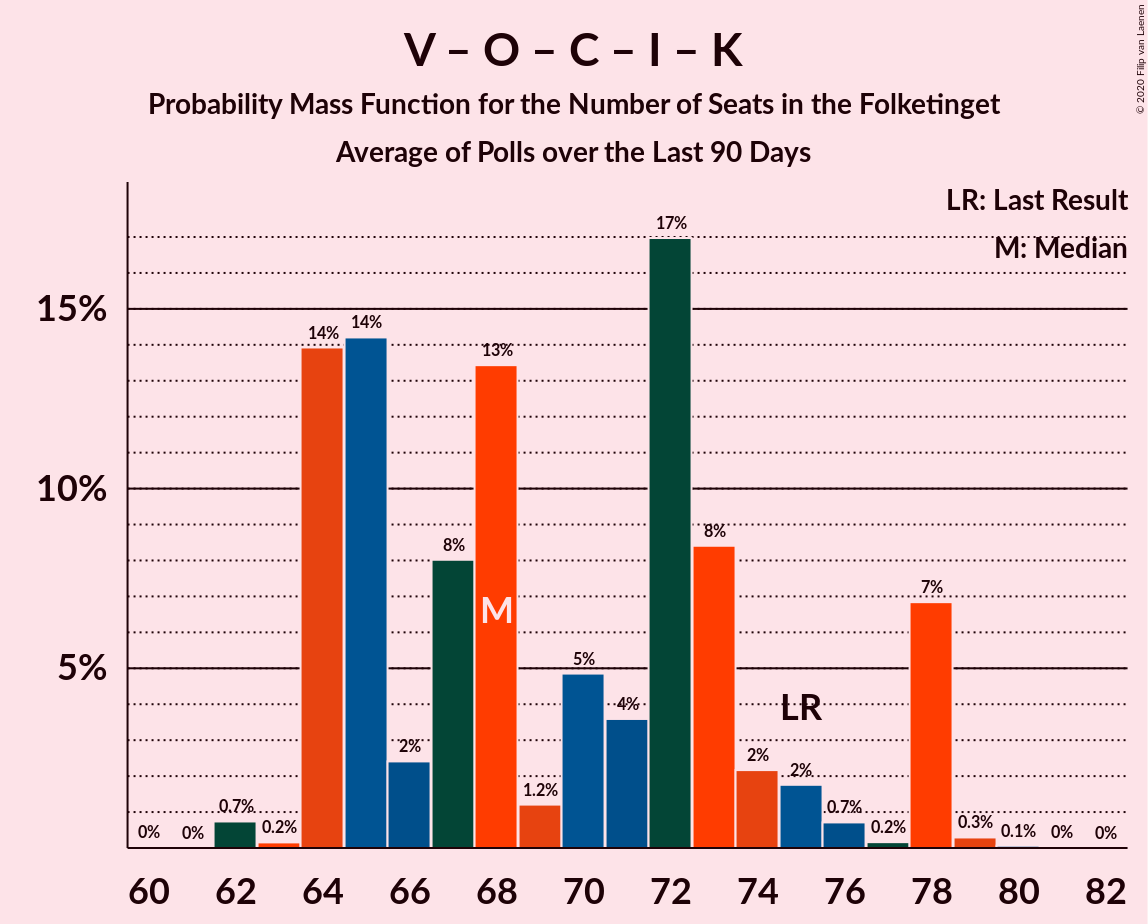 V – O – C – I – K
Probability Mass Function for the Number of Seats in the Folketinget
Average of Polls over the Last 90 Days
© 2020 Filip van Laenen
LR: Last Result
M: Median
15%
10%
5%
0%
0%
0.7%
0.2%
14%
14%
2%
8%
13%
1.2%
5%
4%
17%
8%
2%
2%
0.7%
0.2%
7%
0.3%
0.1%
0%
0%
M
LR
60 62 64 66 68 70 72 74 76 78 80 82